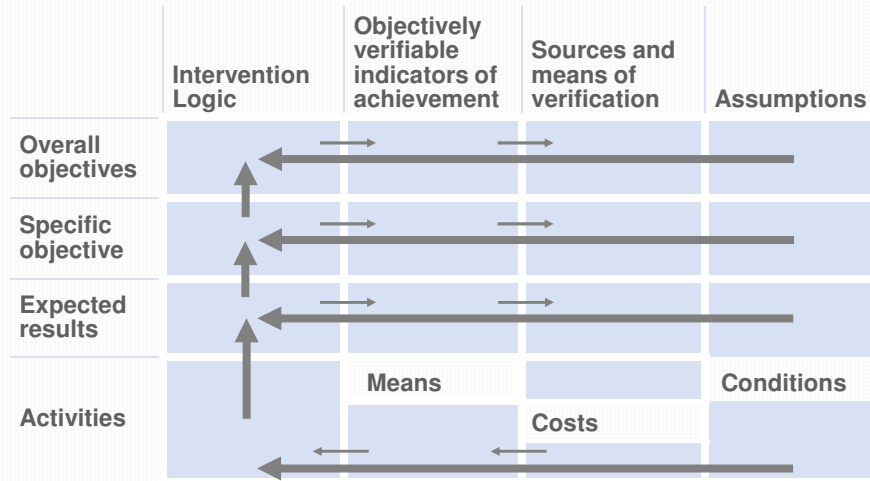 Intervention
Logic
Objectively
verifiable
indicators of
achievement
Sources and
means of
verification
Assumptions
Overall
objectives
Specific
objective
Expected
results
Activities
Means
Costs
Conditions